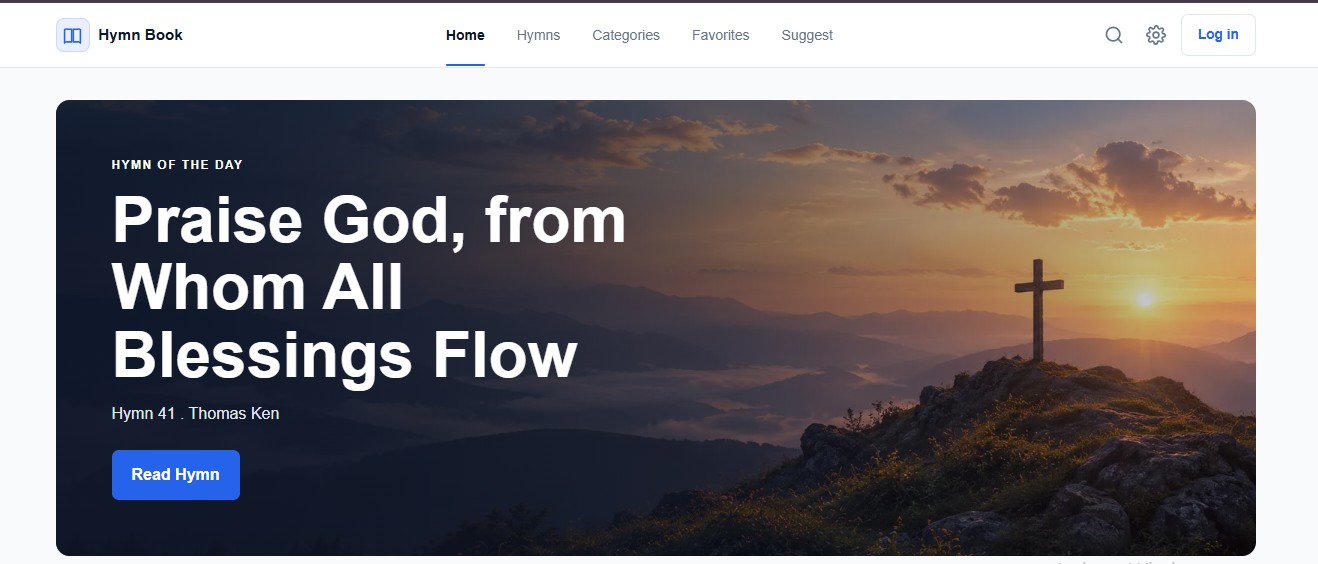 Hymn Book
Home
Hymns
Categories
Favorites
Suggest
Log in
HYMN OF THE DAY
Praise God, from
Whom All
Blessings Flow
Hymn 41 . Thomas Ken
Read Hymn